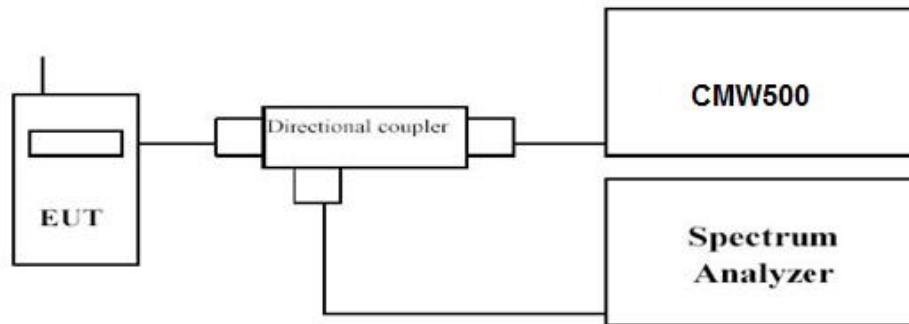 CMW500
Directional coupler
EUT
Spectrum
Analyzer